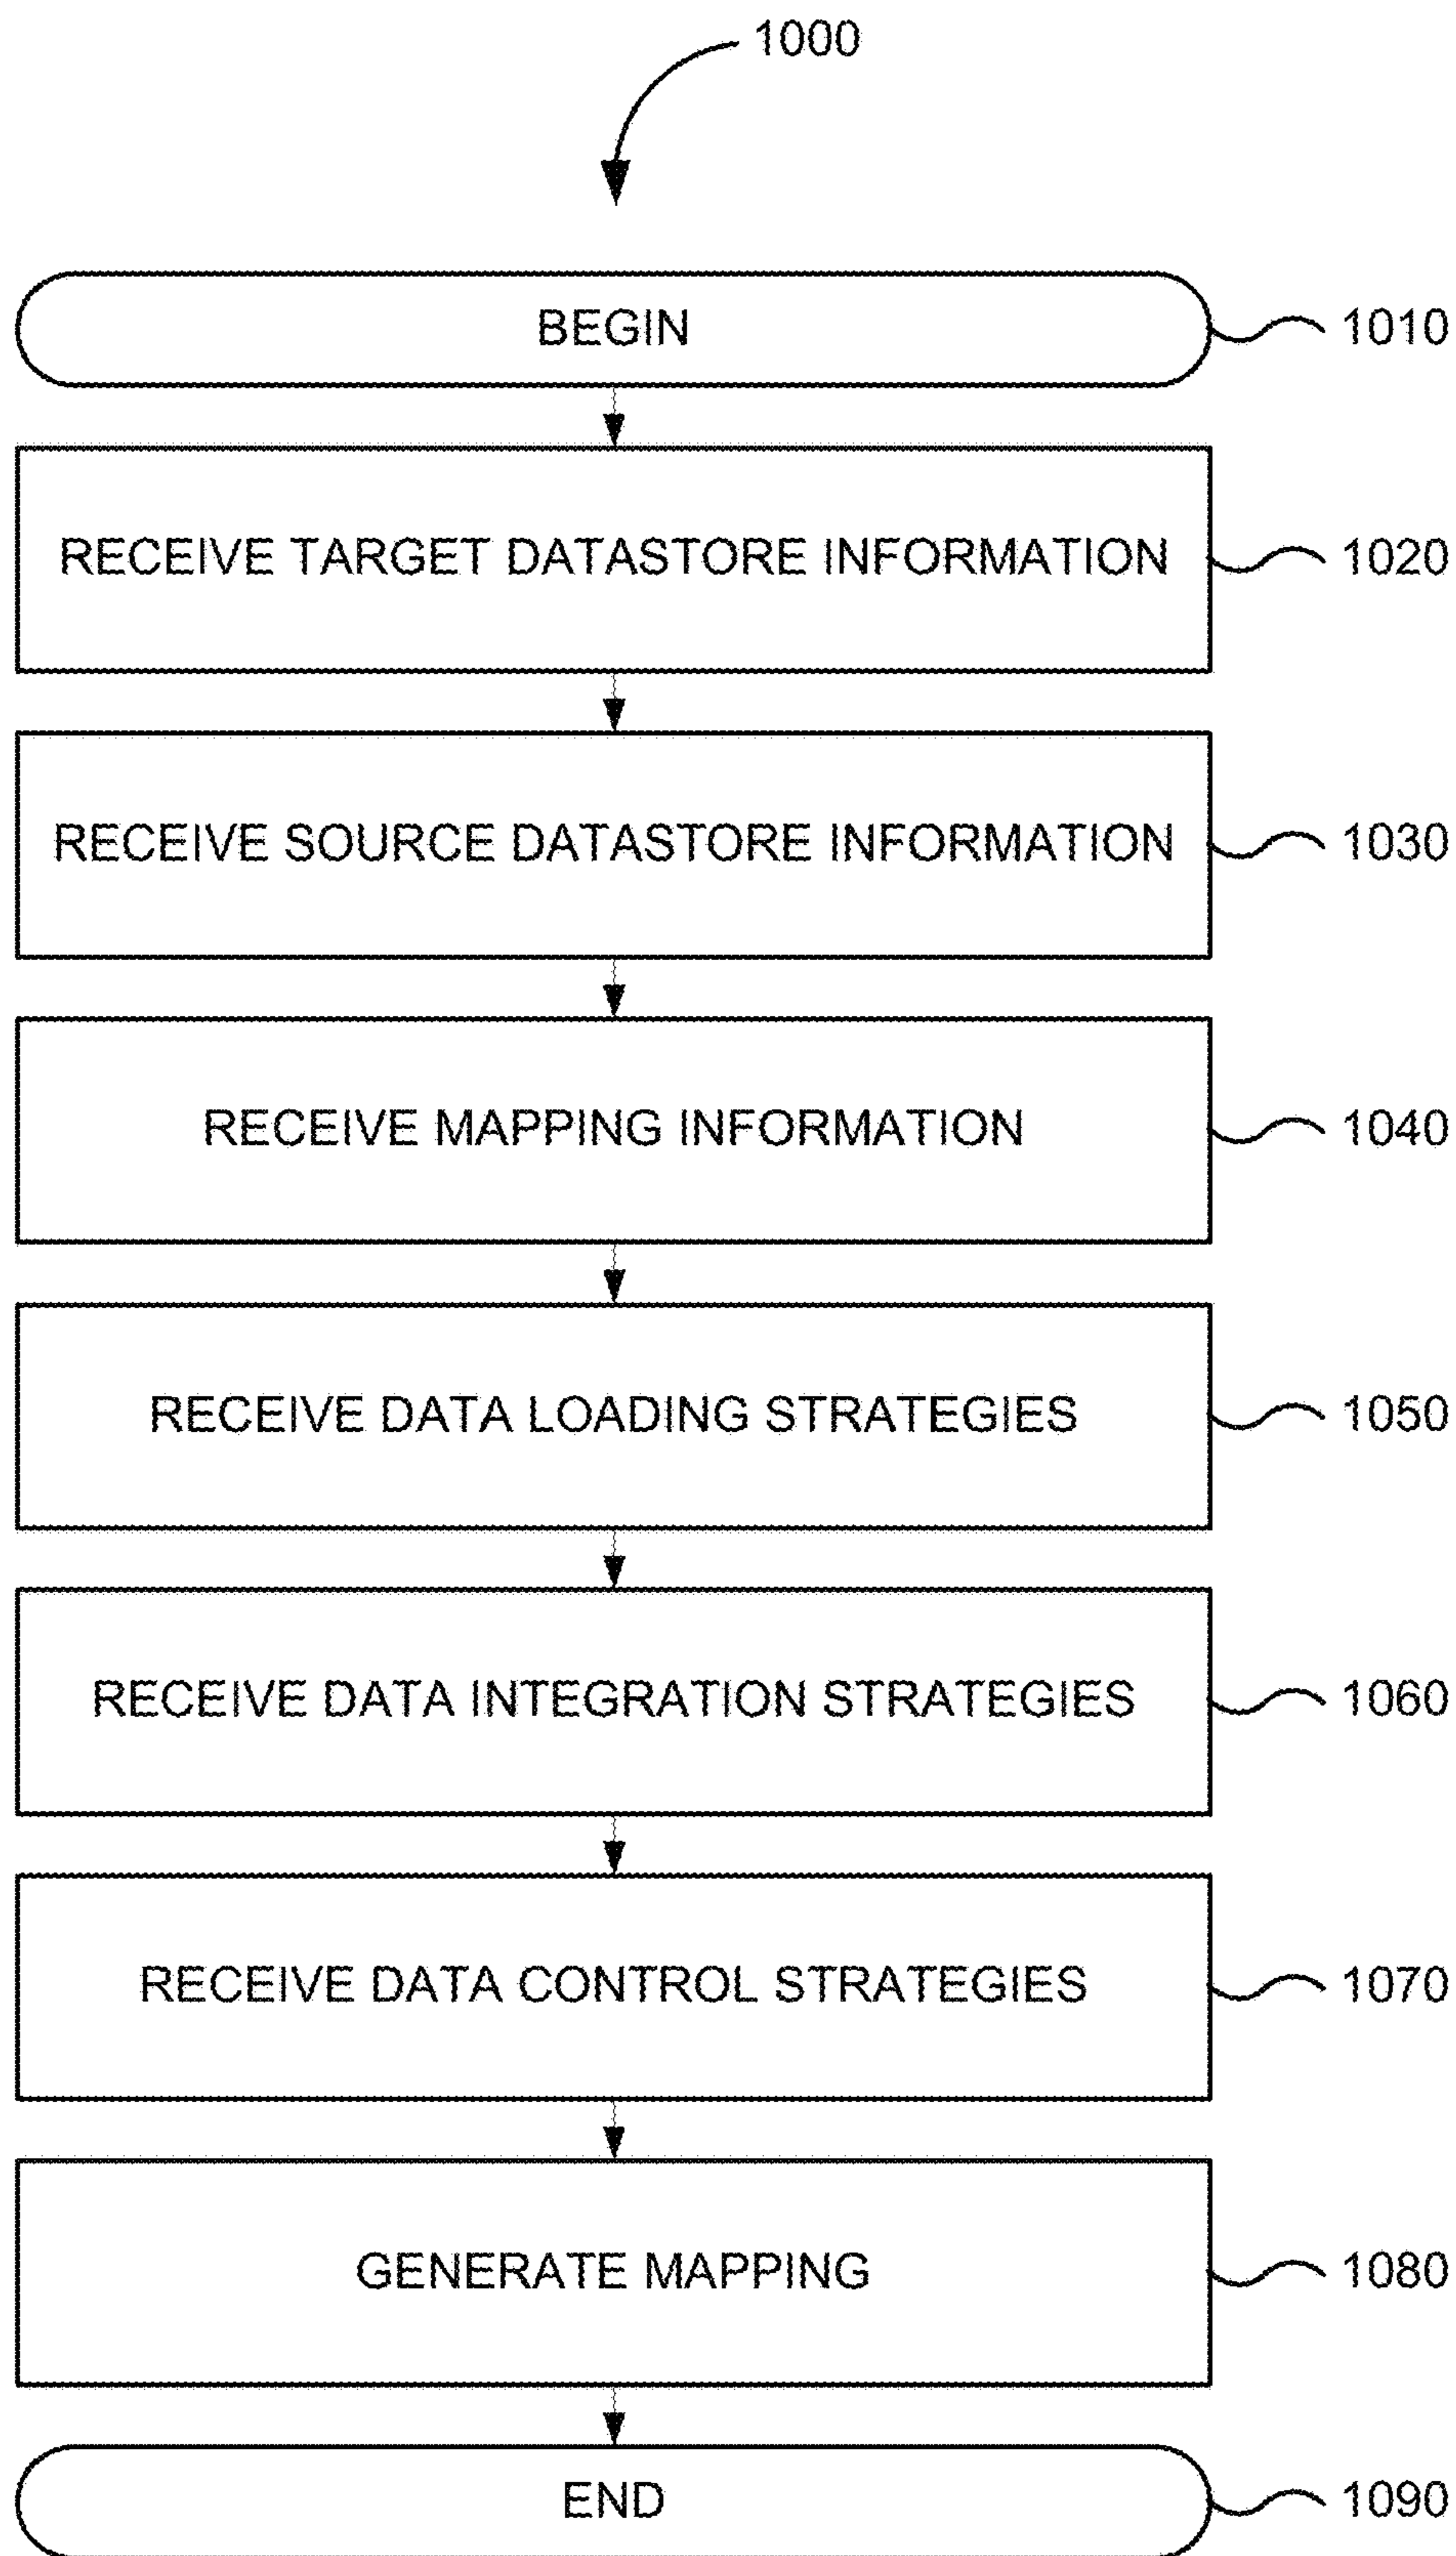 1000
BEGIN
1010
RECEIVE TARGET DATASTORE INFORMATION
1020
RECEIVE SOURCE DATASTORE INFORMATION
1030
RECEIVE MAPPING INFORMATION
1040
RECEIVE DATA LOADING STRATEGIES
1050
RECEIVE DATA INTEGRATION STRATEGIES
1060
RECEIVE DATA CONTROL STRATEGIES
1070
GENERATE MAPPING
1080
END
1090